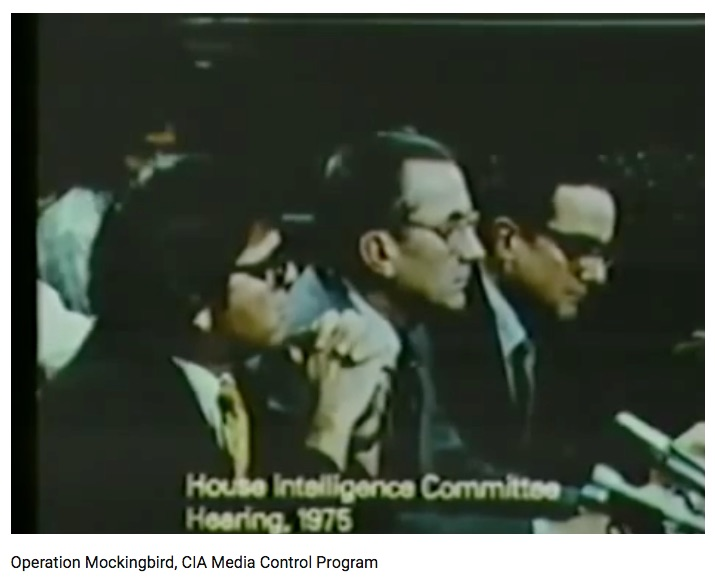 House Intelligence Committee
Hearing, 1975
Operation Mockingbird, CIA Media Control Program